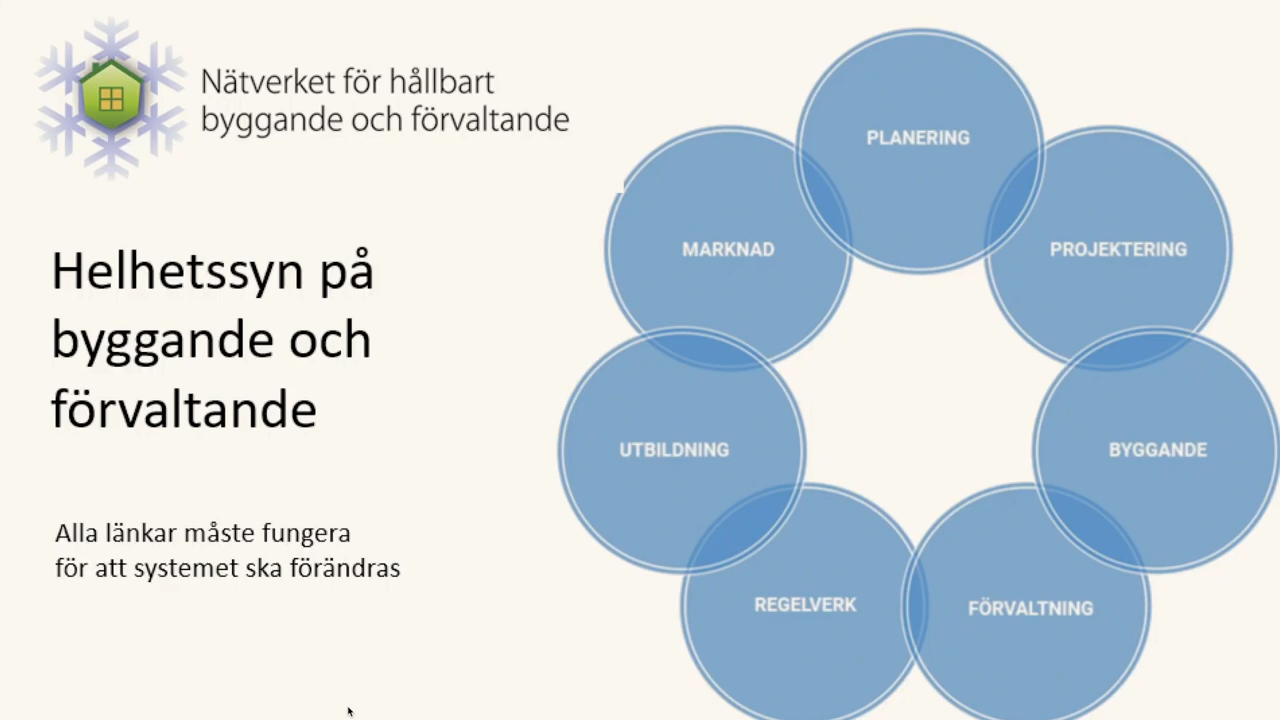 Nätverket för hållbart
byggande och förvaltande
Helhetssyn på
byggande och
förvaltande
Alla länkar måste fungera
för att systemet ska förändras
PLANERING
MARKNAD
PROJEKTERING
UTBILDNING
BYGGANDE
REGELVERK
FÖRVALTNING